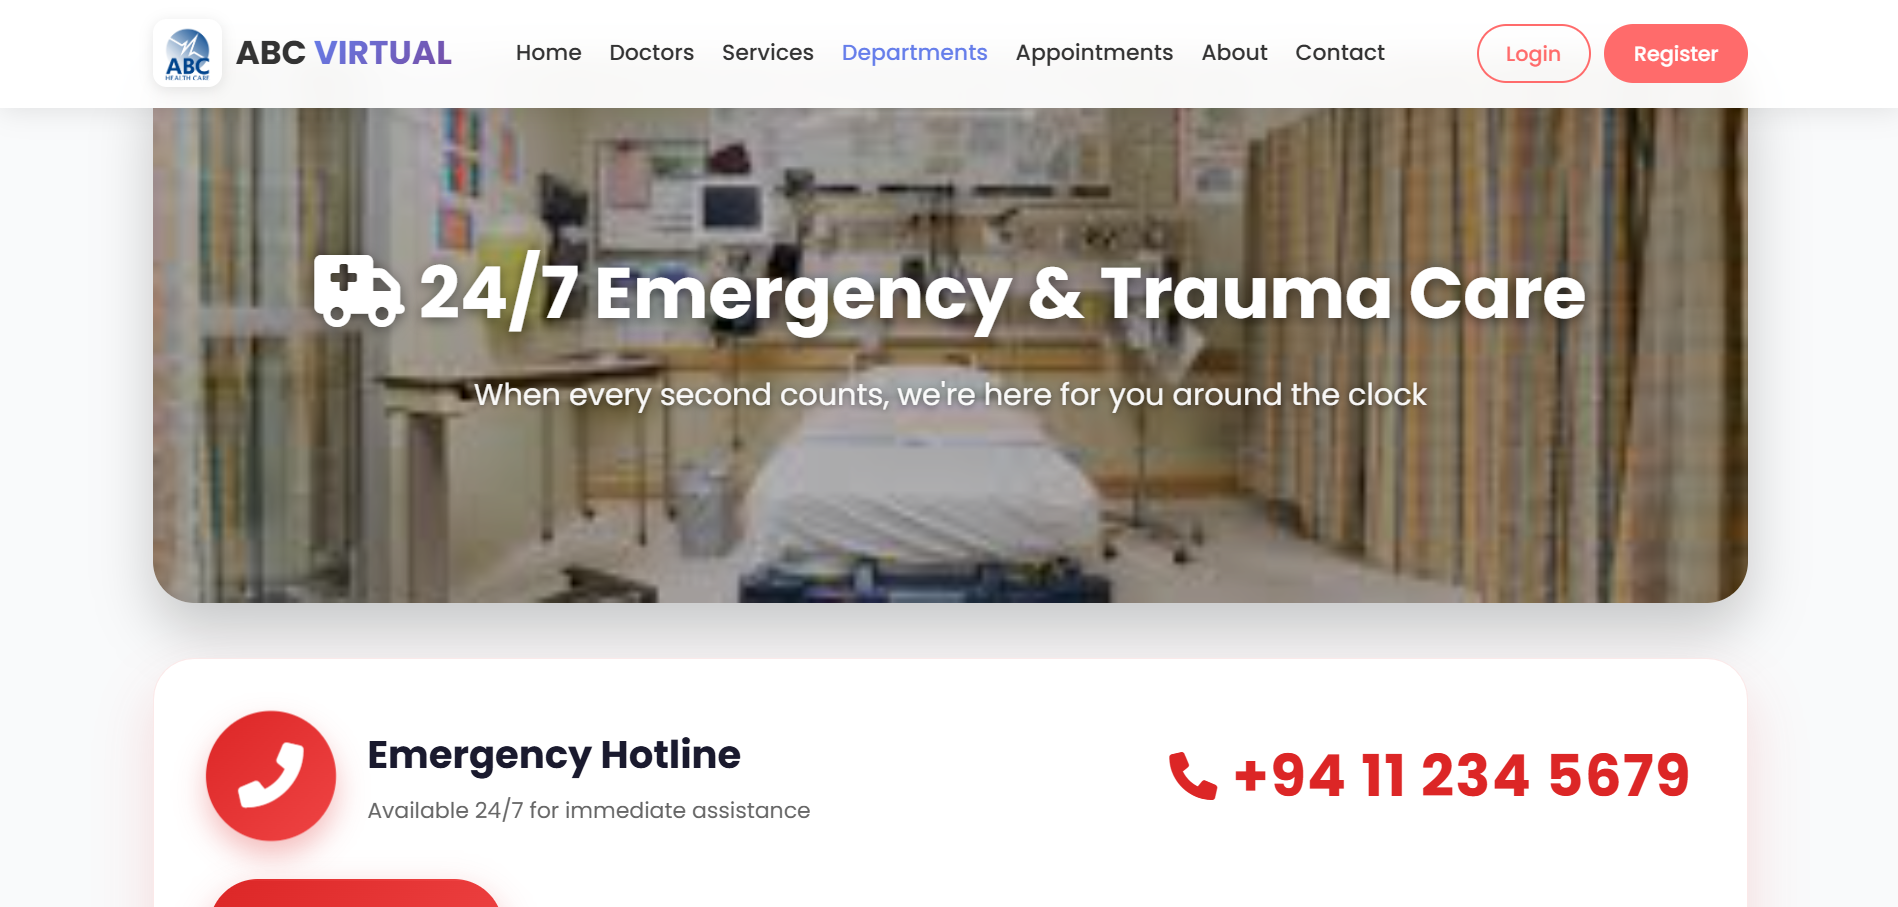 ABC
HEALTH CARE
ABC VIRTUAL
Home Doctors Services Departments Appointments About Contact
Login Register
24/7 Emergency & Trauma Care
When every second counts, we're here for you around the clock
Emergency Hotline
Available 24/7 for immediate assistance
+94 11 234 5679